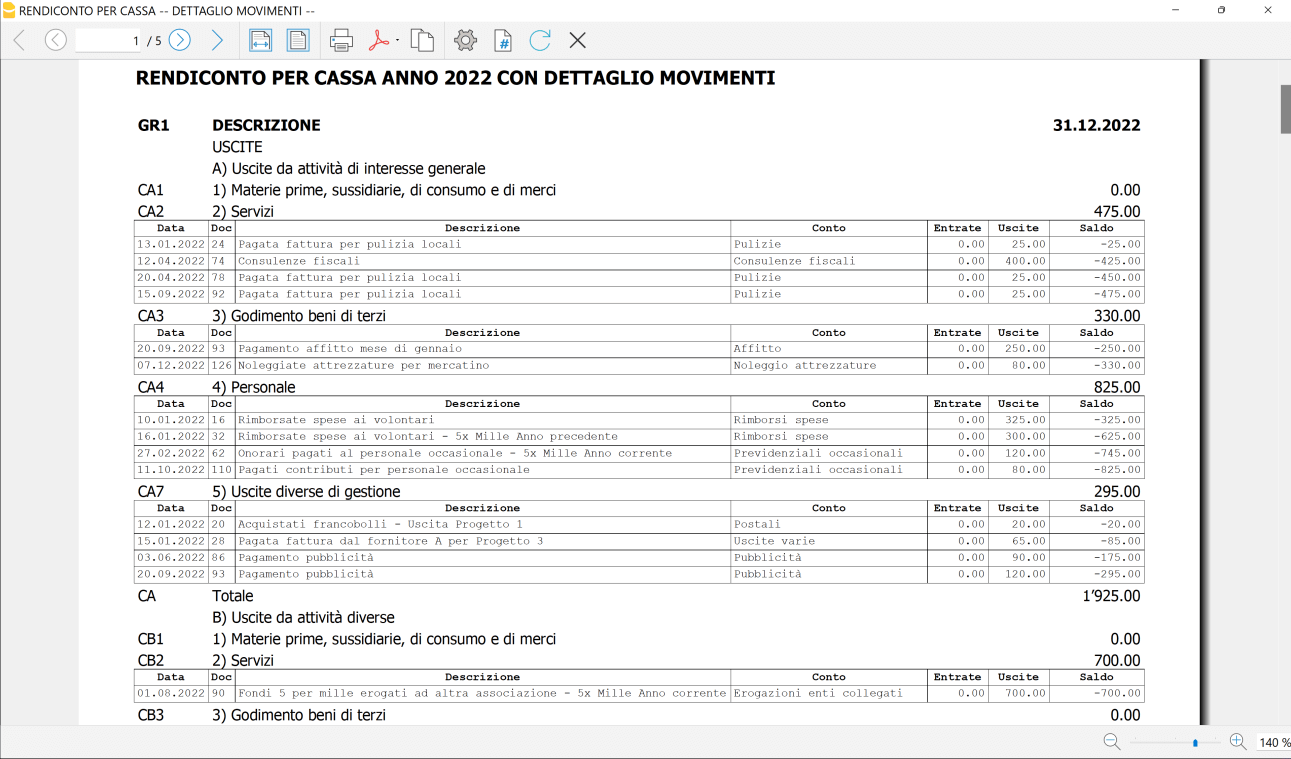 RENDICONTO PER CASSA -- DETTAGLIO MOVIMENTI --
1 / 5
RENDICONTO PER CASSA ANNO 2022 CON DETTAGLIO MOVIMENTI
GR1 DESCRIZIONE 31.12.2022
USCITE
A) Uscite da attività di interesse generale
CA1 1) Materie prime, sussidiarie, di consumo e di merci 0.00
CA2 2) Servizi 475.00
Data Doc Descrizione Conto Entrate Uscite Saldo
13.01.2022 24 Pagata fattura per pulizia locali Pulizie 0.00 25.00 -25.00
12.04.2022 74 Consulenze fiscali Consulenze fiscali 0.00 400.00 -425.00
20.04.2022 78 Pagata fattura per pulizia locali Pulizie 0.00 25.00 -450.00
15.09.2022 92 Pagata fattura per pulizia locali Pulizie 0.00 25.00 -475.00
CA3 3) Godimento beni di terzi 330.00
Data Doc Descrizione Conto Entrate Uscite Saldo
20.09.2022 93 Pagamento affitto mese di gennaio Affitto 0.00 250.00 -250.00
07.12.2022 126 Noleggiate attrezzature per mercatino Noleggio attrezzature 0.00 80.00 -330.00
CA4 4) Personale 825.00
Data Doc Descrizione Conto Entrate Uscite Saldo
10.01.2022 16 Rimborsate spese ai volontari Rimborsi spese 0.00 325.00 -325.00
16.01.2022 32 Rimborsate spese ai volontari - 5x Mille Anno precedente Rimborsi spese 0.00 300.00 -625.00
27.02.2022 62 Onorari pagati al personale occasionale - 5x Mille Anno corrente Previdenziali occasionali 0.00 120.00 -745.00
11.10.2022 110 Pagati contributi per personale occasionale Previdenziali occasionali 0.00 80.00 -825.00
CA7 5) Uscite diverse di gestione 295.00
Data Doc Descrizione Conto Entrate Uscite Saldo
12.01.2022 20 Acquistati francobolli - Uscita Progetto 1 Postali 0.00 20.00 -20.00
15.01.2022 28 Pagata fattura dal fornitore A per Progetto 3 Uscite varie 0.00 65.00 -85.00
03.06.2022 86 Pagamento pubblicità Pubblicità 0.00 90.00 -175.00
20.09.2022 93 Pagamento pubblicità Pubblicità 0.00 120.00 -295.00
CA Totale 1'925.00
B) Uscite da attività diverse
CB1 1) Materie prime, sussidiarie, di consumo e di merci 0.00
CB2 2) Servizi 700.00
Data Doc Descrizione Conto Entrate Uscite Saldo
01.08.2022 90 Fondi 5 per mille erogati ad altra associazione - 5x Mille Anno corrente Erogazioni enti collegati 0.00 700.00 -700.00
CB3 3) Godimento beni di terzi 0.00
140 %